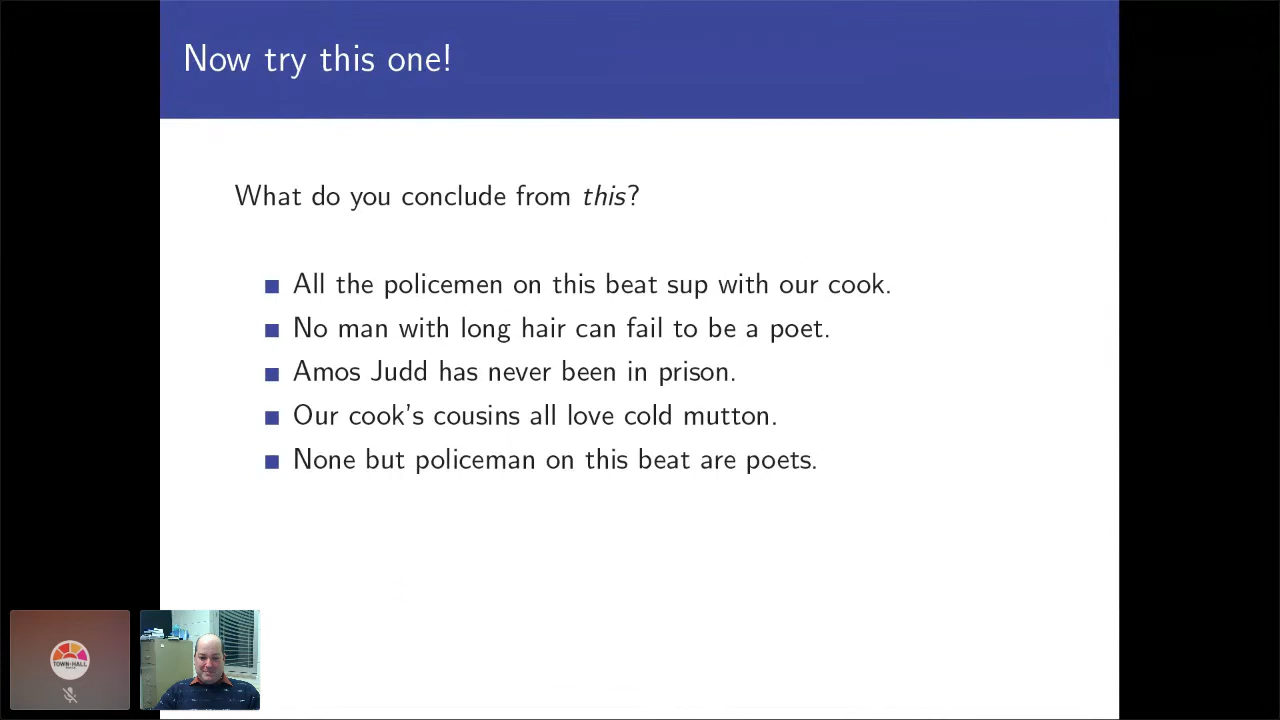 Now try this one!
What do you conclude from this?
All the policemen on this beat sup with our cook.
No man with long hair can fail to be a poet.
Amos Judd has never been in prison.
Our cook's cousins all love cold mutton.
None but policeman on this beat are poets.
TOWN-HALL